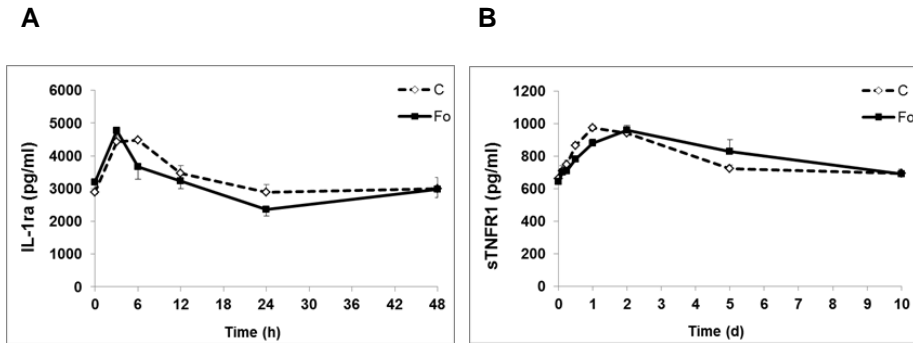 A
B
6000
5000
4000
3000
2000
1000
0
IL-1ra (pg/ml)
0 6 12 18 24 30 36 42 48
Time (h)
C
Fo
1200
1000
800
600
400
200
0
sTNFR1 (pg/ml)
0 1 2 3 4 5 6 7 8 9 10
Time (d)
C
Fo